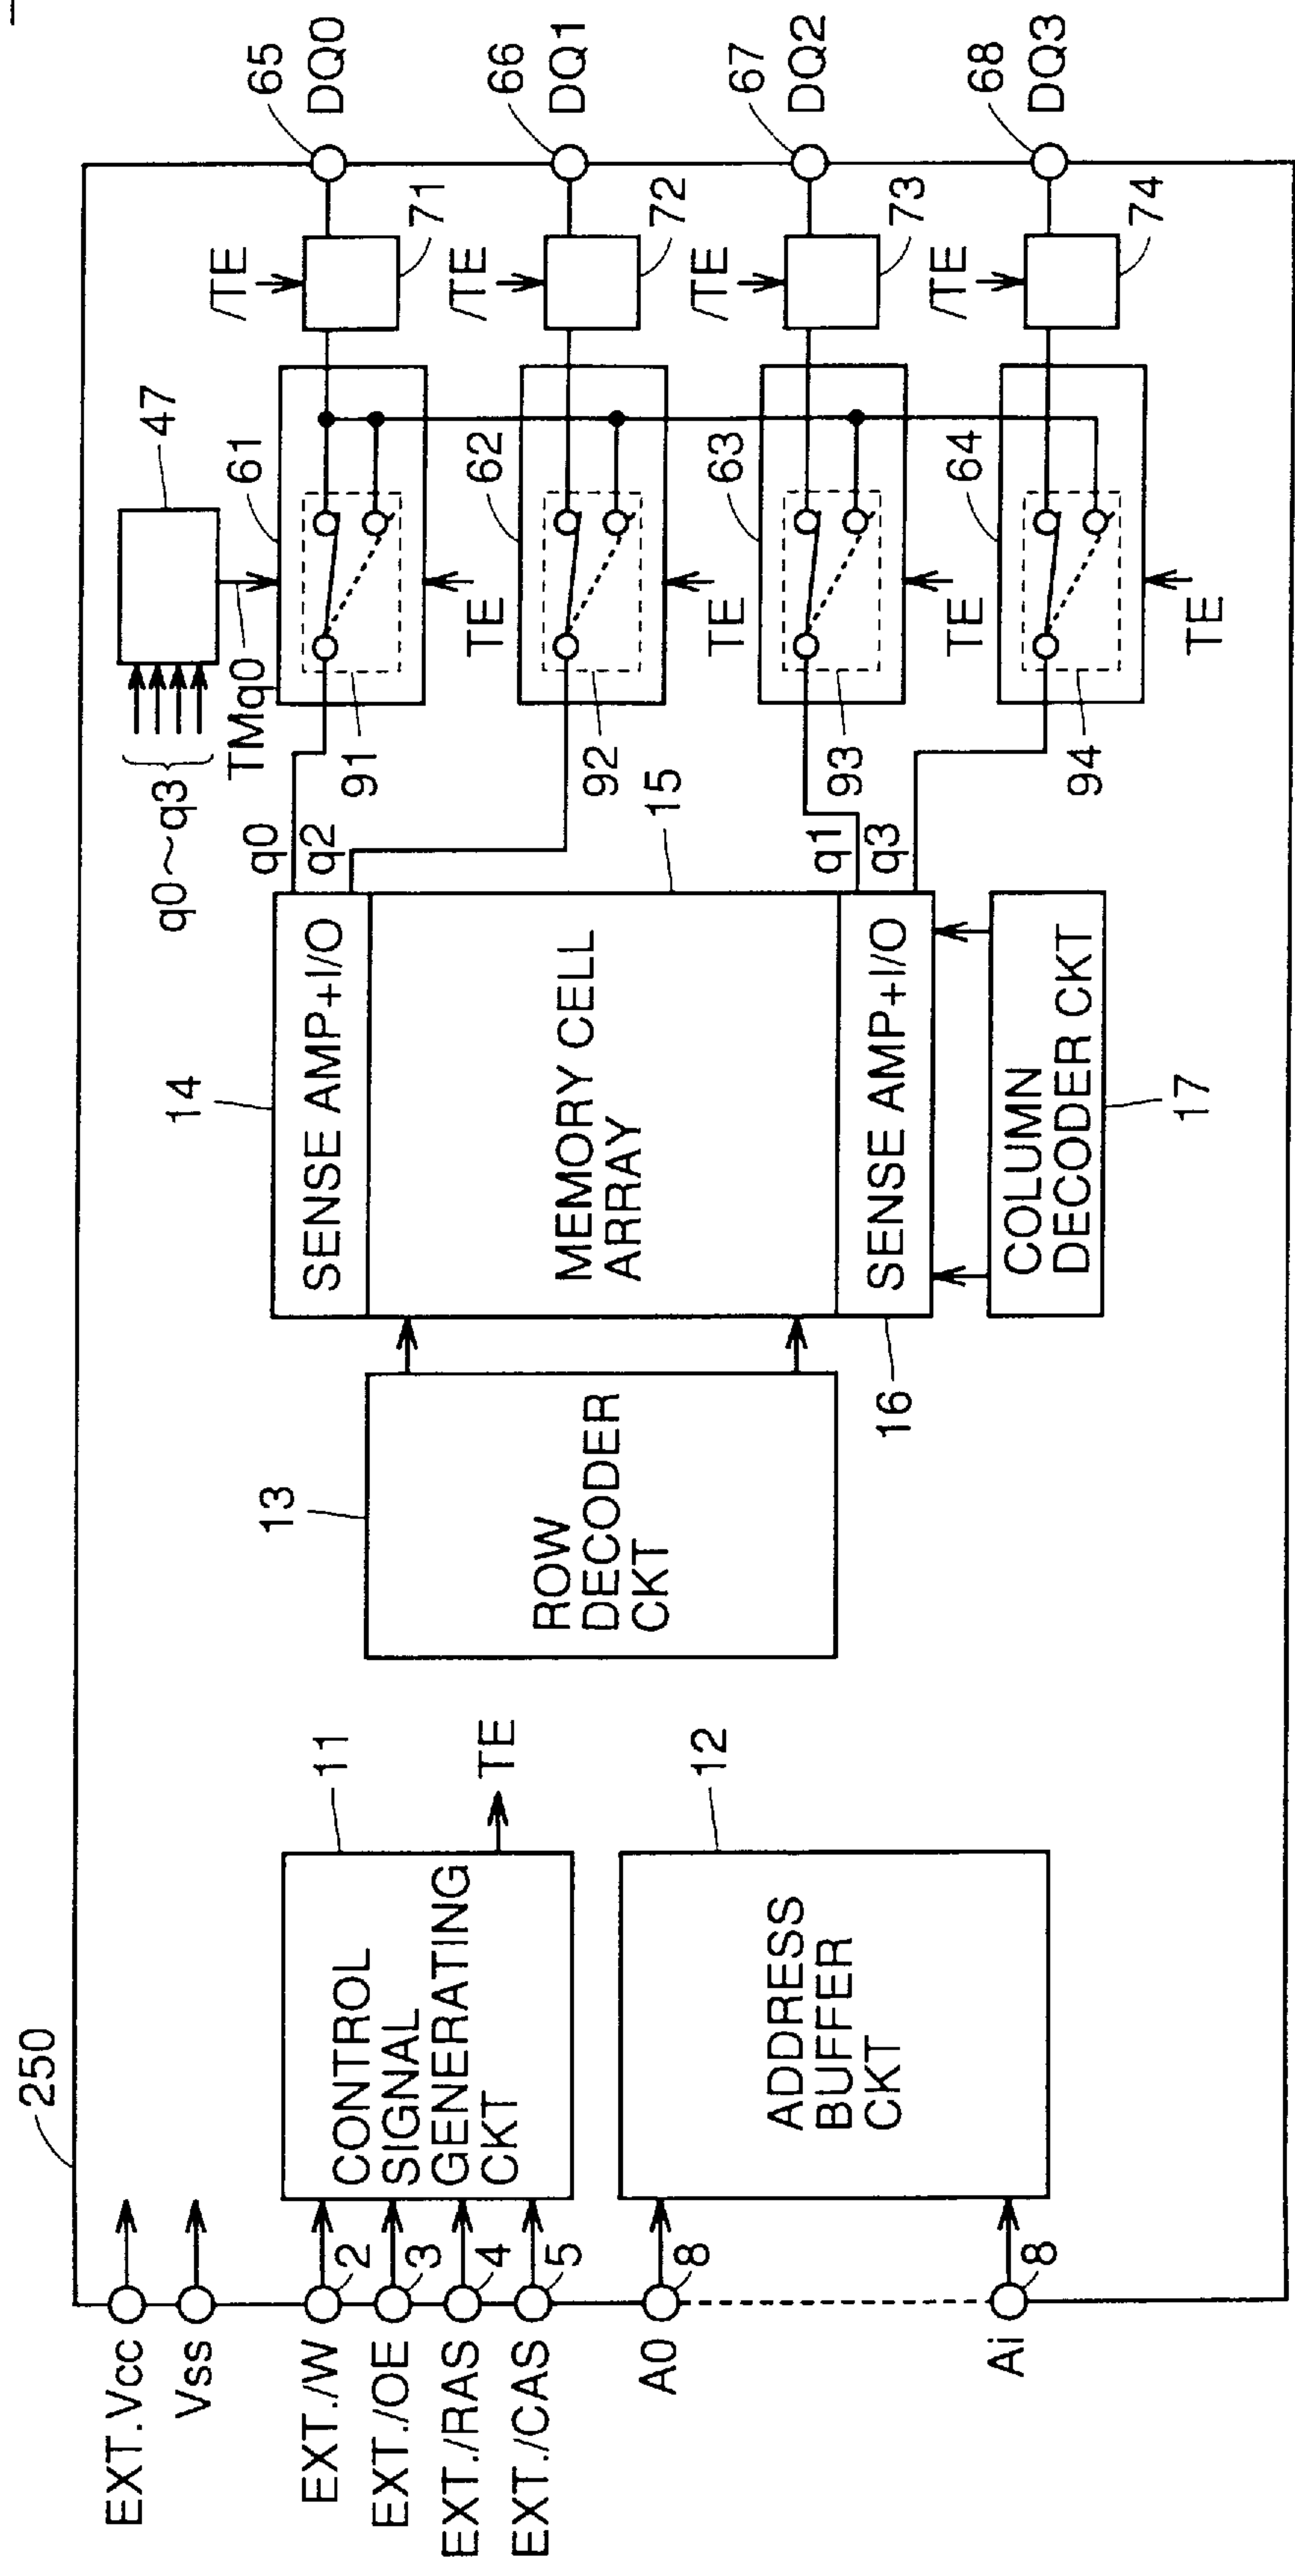 250
EXT.Vcc
Vss
EXT./W
2
EXT./OE
3
EXT./RAS
4
EXT./CAS
5
A0
8
Ai
8
CONTROL
SIGNAL
GENERATING
CKT
11
TE
ADDRESS
BUFFER
CKT
12
13
ROW
DECODER
CKT
14
SENSE AMP+I/O
MEMORY CELL
ARRAY
15
SENSE AMP+I/O
16
COLUMN
DECODER CKT
17
q0
q2
q1
q3
q0~q3
47
TMq0
61
91
TE
62
92
TE
63
93
TE
64
94
TE
/TE
71
/TE
72
/TE
73
/TE
74
65
DQ0
66
DQ1
67
DQ2
68
DQ3